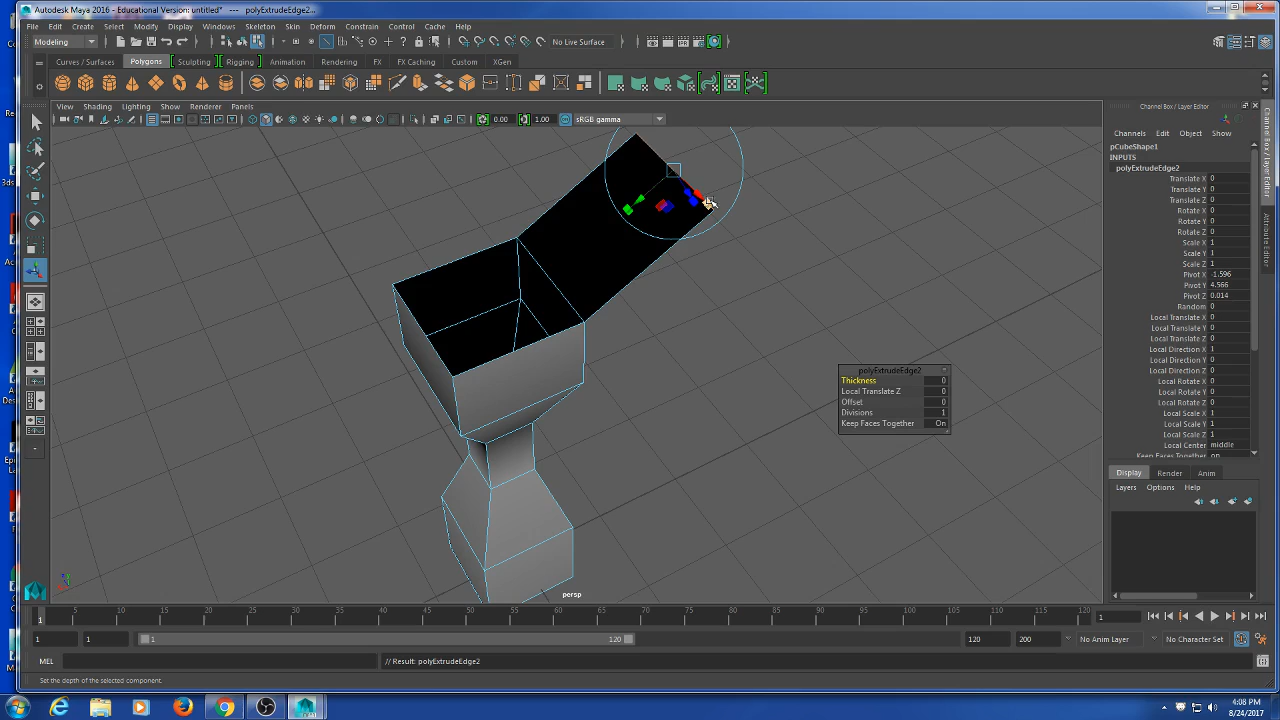 Autodesk Maya 2016 - Educational Version: untitled* --- polyExtrudeEdge2...
File Edit Create Select Modify Display Windows Skeleton Skin Deform Constrain Control Cache Help
Modeling No Live Surface
Curves / Surfaces Polygons Sculpting Rigging Animation Rendering FX FX Caching Custom XGen
View Shading Lighting Show Renderer Panels
0.00 1.00 sRGB gamma
Channel Box / Layer Editor
Channels Edit Object Show
pCubeShape1
INPUTS
polyExtrudeEdge2
Translate X 0
Translate Y 0
Translate Z 0
Rotate X 0
Rotate Y 0
Rotate Z 0
Scale X 1
Scale Y 1
Scale Z 1
Pivot X -1.596
Pivot Y 4.566
Pivot Z 0.014
Random 0
Local Translate X 0
Local Translate Y 0
Local Translate Z 0
Local Direction X 1
Local Direction Y 0
Local Direction Z 0
Local Rotate X 0
Local Rotate Y 0
Local Rotate Z 0
Local Scale X 1
Local Scale Y 1
Local Scale Z 1
Local Center middle
Keep Faces Together on
Channel Box / Layer Editor
Attribute Editor
polyExtrudeEdge2
Thickness 0
Local Translate Z 0
Offset 0
Divisions 1
Keep Faces Together On
Display Render Anim
Layers Options Help
persp
5 10 15 20 25 30 35 40 45 50 55 60 65 70 75 80 85 90 95 100 105 110 115 120
1 1
1 1 1 120 120 200 No Anim Layer No Character Set
MEL // Result: polyExtrudeEdge2
Set the depth of the selected component.
4:08 PM
8/24/2017